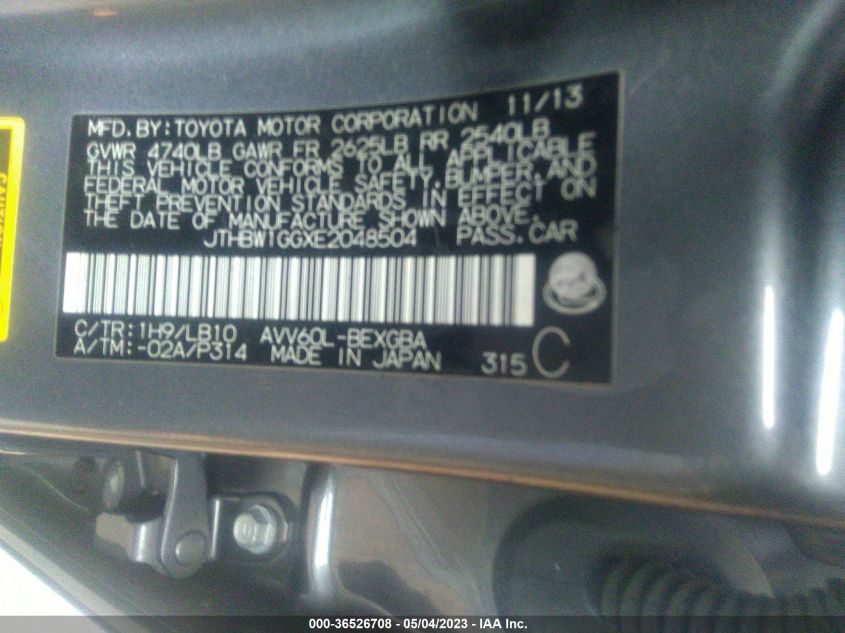 MFD. BY: TOYOTA MOTOR CORPORATION 11/13
GVWR 4740LB GAWR FR 2625LB RR 2540LB
THIS VEHICLE CONFORMS TO ALL APPLICABLE
FEDERAL MOTOR VEHICLE SAFETY, BUMPER, AND
THEFT PREVENTION STANDARDS IN EFFECT ON
THE DATE OF MANUFACTURE SHOWN ABOVE.
JTHBW1GGXE2048504 PASS. CAR
C/TR: 1H9/LB10 AVV60L-BEXGBA
A/TM: -02A/P314 MADE IN JAPAN 315 C
000-36526708 - 05/04/2023 - IAA Inc.